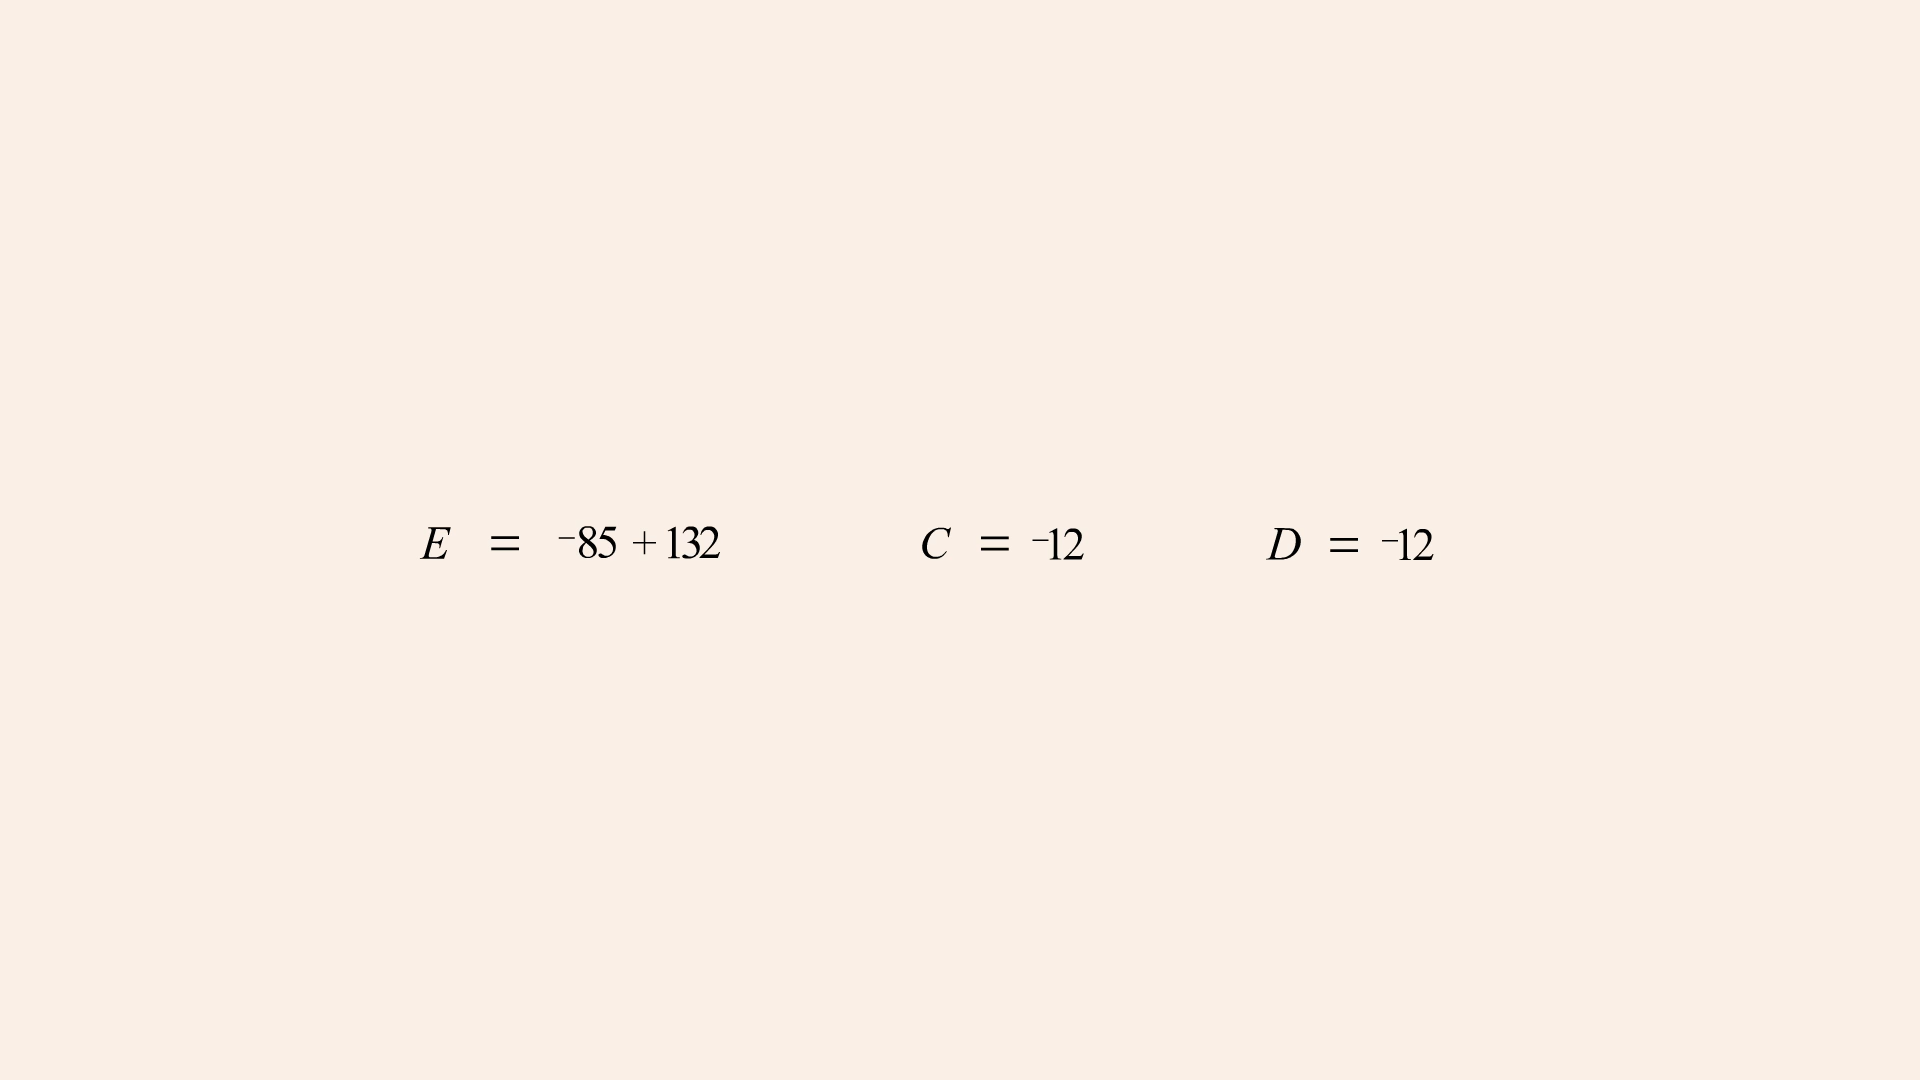 E = ⁻85 + 132 C = ⁻12 D = ⁻12